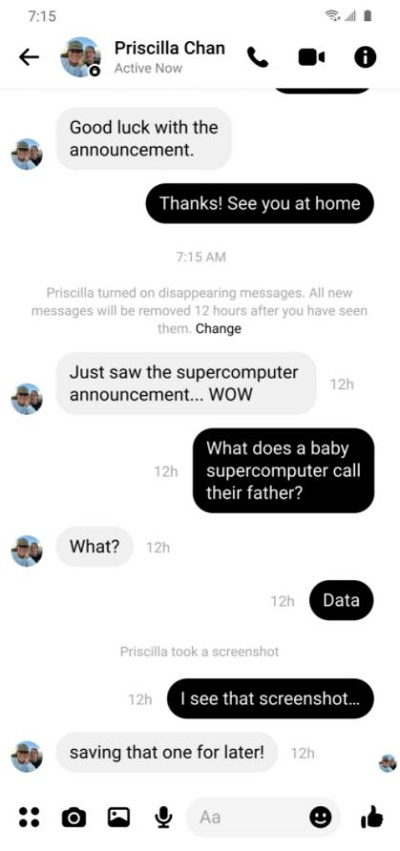 7:15
Priscilla Chan
Active Now
Good luck with the
announcement.
Thanks! See you at home
7:15 AM
Priscilla turned on disappearing messages. All new
messages will be removed 12 hours after you have seen
them. Change
Just saw the supercomputer
announcement... WOW
12h
What does a baby
supercomputer call
their father?
12h
What?
12h
12h
Data
Priscilla took a screenshot
12h
I see that screenshot...
saving that one for later!
12h
Aa